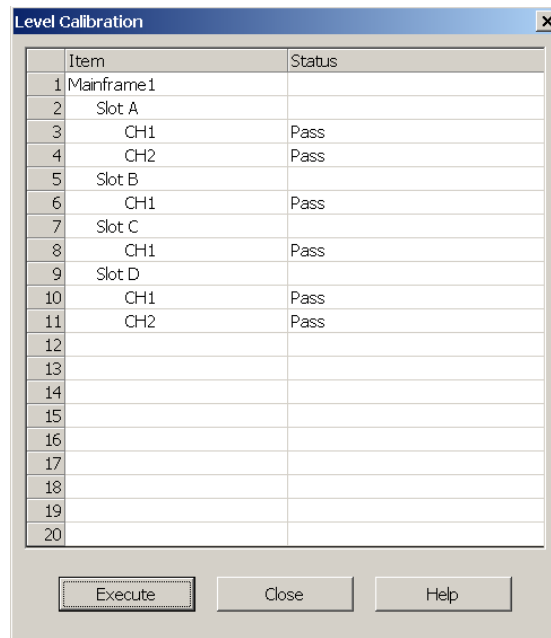 Level Calibration
Item Status
1 Mainframe1
2 Slot A
3 CH1 Pass
4 CH2 Pass
5 Slot B
6 CH1 Pass
7 Slot C
8 CH1 Pass
9 Slot D
10 CH1 Pass
11 CH2 Pass
12
13
14
15
16
17
18
19
20
Execute Close Help